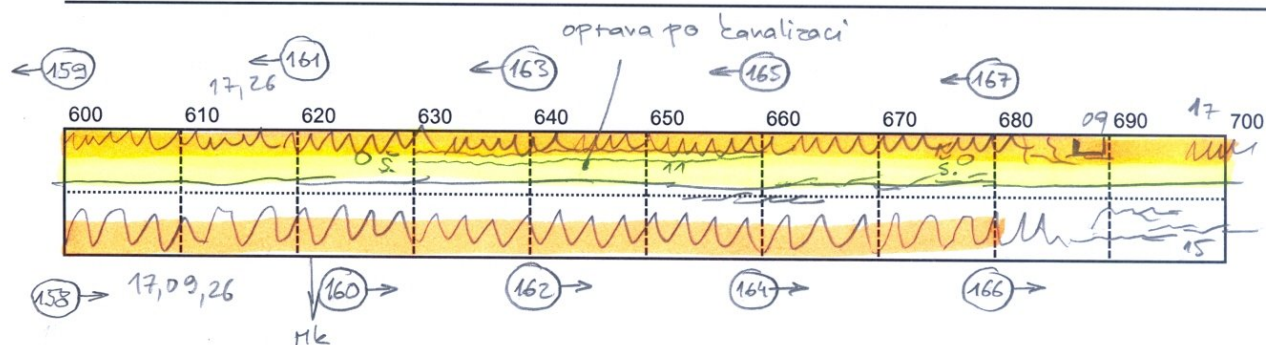 oprava po kanalizaci
159 161 163 165 167
17,26
600 610 620 630 640 650 660 670 680 09 690 17 700
O Š. 11 O Š.
15
158 17,09,26 160 162 164 166
MK